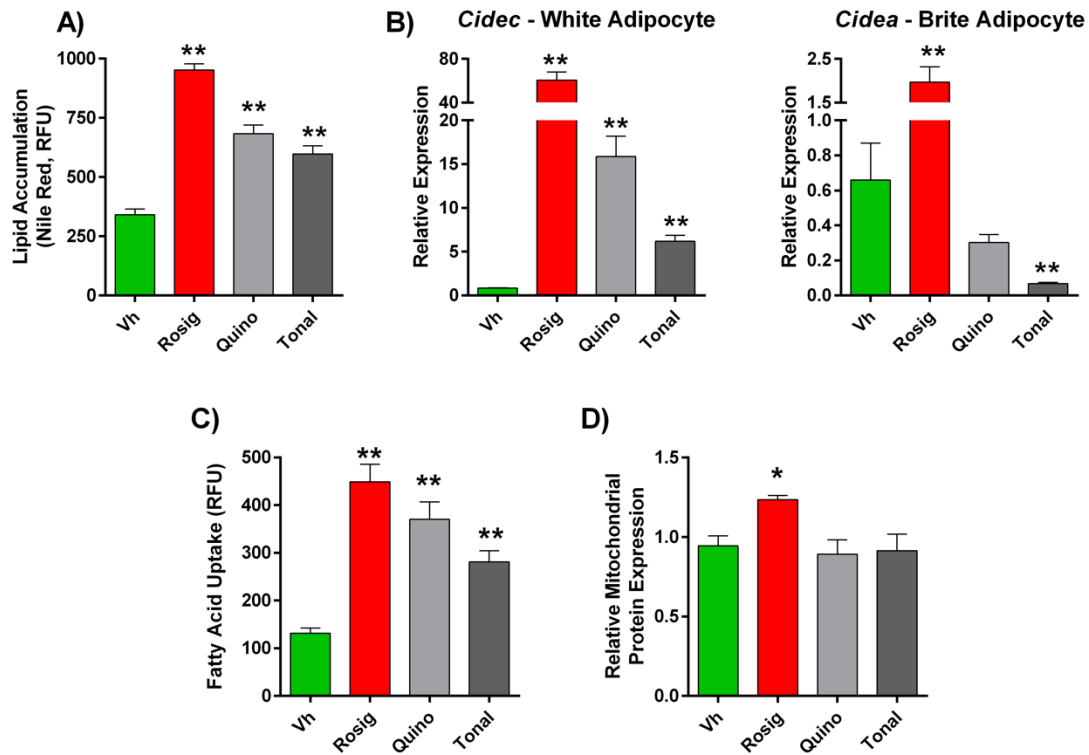 A)
Lipid Accumulation
(Nile Red, RFU)
1000
750
500
250
0
**
**
**
Vh
Rosig
Quino
Tonal
B)
Cidec - White Adipocyte
Relative Expression
80
60
40
20
15
10
5
0
**
**
**
Vh
Rosig
Quino
Tonal
Cidea - Brite Adipocyte
Relative Expression
2.5
1.5
1.0
0.8
0.6
0.4
0.2
0.0
**
**
Vh
Rosig
Quino
Tonal
C)
Fatty Acid Uptake (RFU)
500
400
300
200
100
0
**
**
**
Vh
Rosig
Quino
Tonal
D)
Relative Mitochondrial
Protein Expression
1.5
1.0
0.5
0.0
*
Vh
Rosig
Quino
Tonal